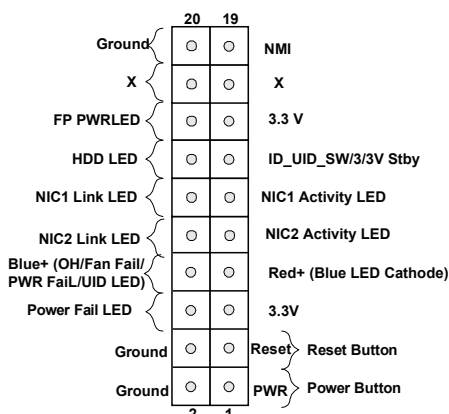 20 19
Ground NMI
X X
FP PWRLED 3.3 V
HDD LED ID_UID_SW/3/3V Stby
NIC1 Link LED NIC1 Activity LED
NIC2 Link LED NIC2 Activity LED
Blue+ (OH/Fan Fail/
PWR FaiL/UID LED) Red+ (Blue LED Cathode)
Power Fail LED 3.3V
Ground Reset Reset Button
Ground PWR Power Button
2 1